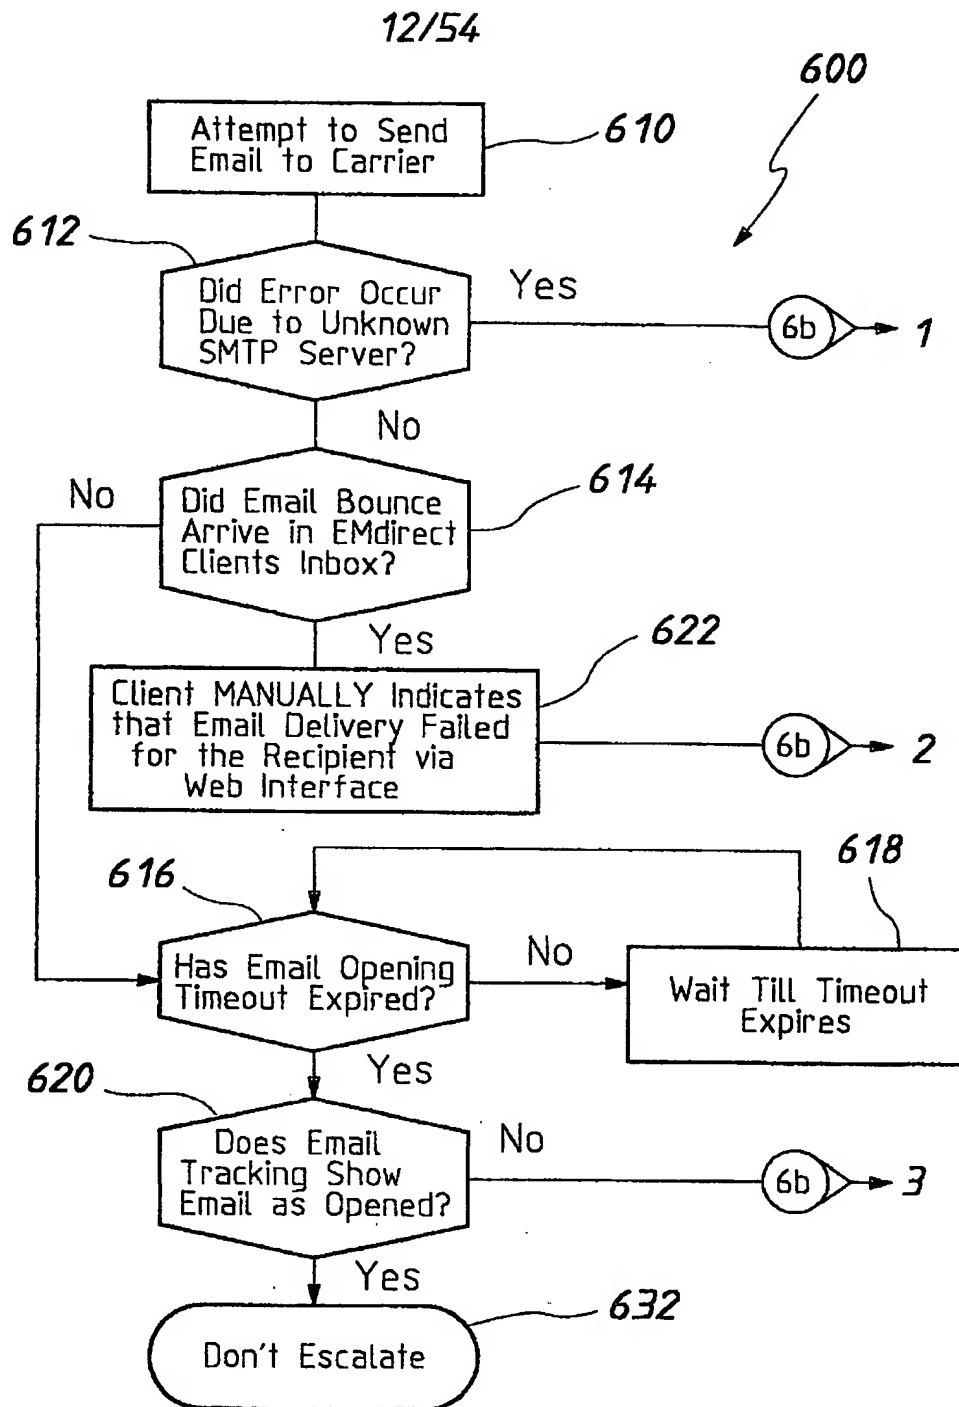 12/54
600
Attempt to Send
Email to Carrier
610
612
Did Error Occur
Due to Unknown
SMTP Server?
Yes
6b
1
No
No
Did Email Bounce
Arrive in EMdirect
Clients Inbox?
614
Yes
622
Client MANUALLY Indicates
that Email Delivery Failed
for the Recipient via
Web Interface
6b
2
616
618
Has Email Opening
Timeout Expired?
No
Wait Till Timeout
Expires
Yes
620
Does Email
Tracking Show
Email as Opened?
No
6b
3
Yes
632
Don't Escalate